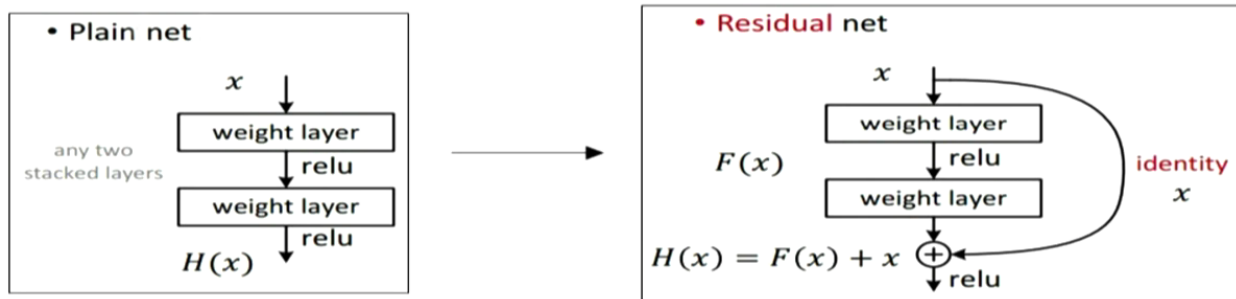 • Plain net
x
weight layer
any two
stacked layers
relu
weight layer
relu
H(x)
• Residual net
x
weight layer
relu
F(x)
identity
x
weight layer
H(x) = F(x) + x
+
relu